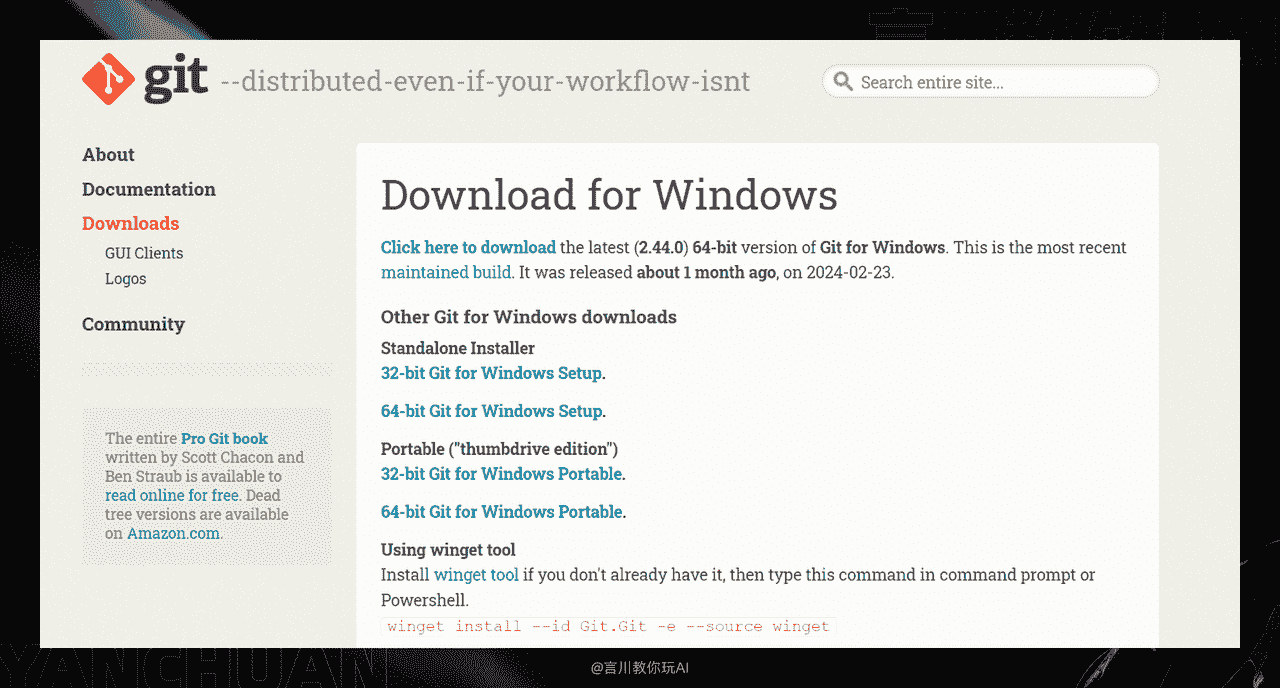 git --distributed-even-if-your-workflow-isnt
Search entire site...
About
Documentation
Downloads
GUI Clients
Logos
Community
The entire Pro Git book
written by Scott Chacon and
Ben Straub is available to
read online for free. Dead
tree versions are available
on Amazon.com.
Download for Windows
Click here to download the latest (2.44.0) 64-bit version of Git for Windows. This is the most recent
maintained build. It was released about 1 month ago, on 2024-02-23.
Other Git for Windows downloads
Standalone Installer
32-bit Git for Windows Setup.
64-bit Git for Windows Setup.
Portable ("thumbdrive edition")
32-bit Git for Windows Portable.
64-bit Git for Windows Portable.
Using winget tool
Install winget tool if you don't already have it, then type this command in command prompt or
Powershell.
winget install --id Git.Git -e --source winget
YANCHUAN
@言川教你玩AI